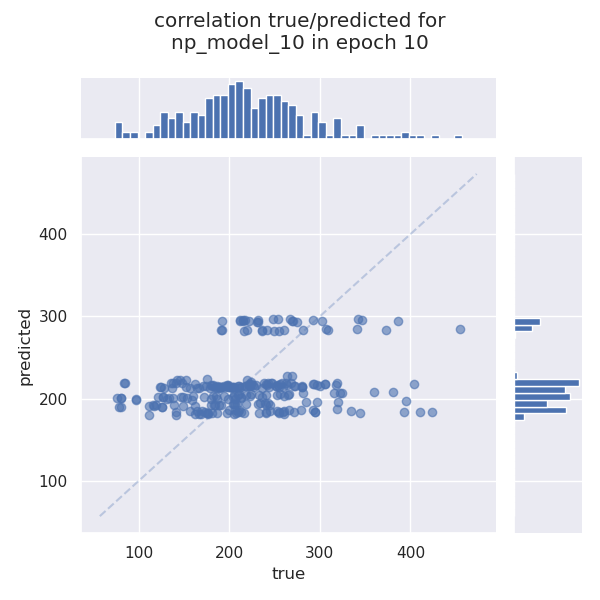 correlation true/predicted for
np_model_10 in epoch 10
400
300
200
100
predicted
100 200 300 400
true